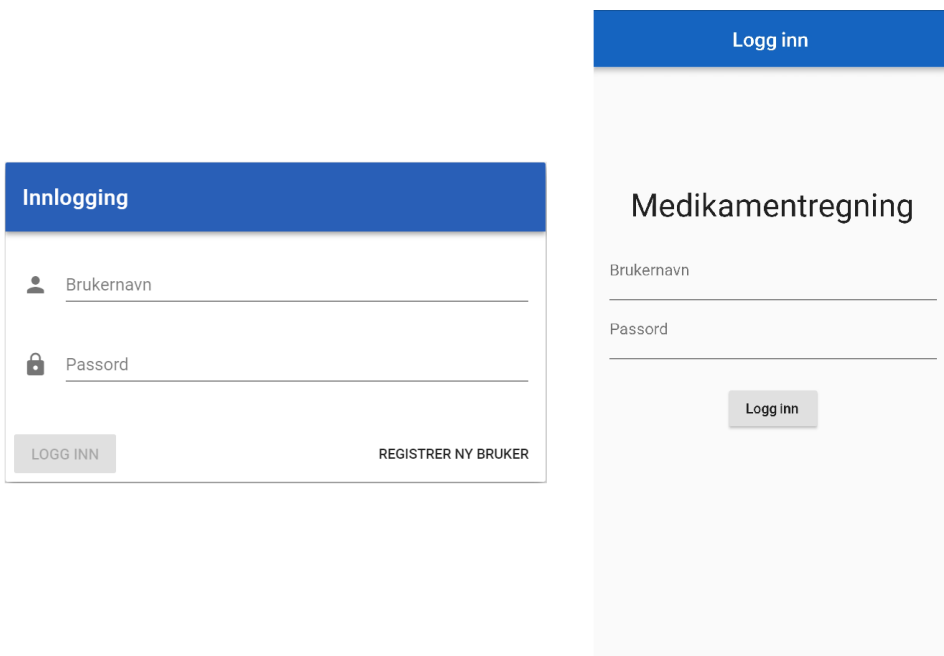 Innlogging
Brukernavn
Passord
LOGG INN
REGISTRER NY BRUKER
Logg inn
Medikamentregning
Brukernavn
Passord
Logg inn